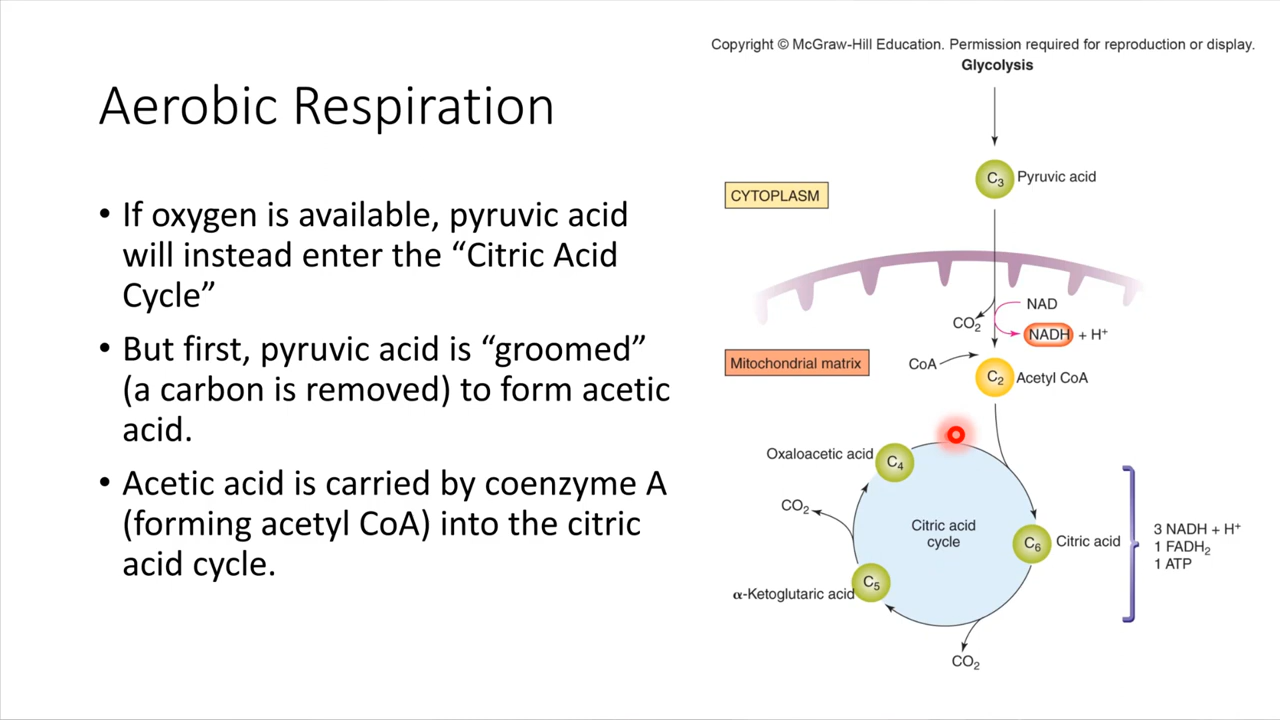 Copyright © McGraw-Hill Education. Permission required for reproduction or display.
Aerobic Respiration
• If oxygen is available, pyruvic acid
will instead enter the “Citric Acid
Cycle”
• But first, pyruvic acid is “groomed”
(a carbon is removed) to form acetic
acid.
• Acetic acid is carried by coenzyme A
(forming acetyl CoA) into the citric
acid cycle.
Glycolysis
C₃ Pyruvic acid
CYTOPLASM
NAD
CO₂
NADH + H⁺
Mitochondrial matrix
CoA
C₂ Acetyl CoA
Oxaloacetic acid C₄
CO₂
Citric acid
cycle
C₆ Citric acid
3 NADH + H⁺
1 FADH₂
1 ATP
α-Ketoglutaric acid C₅
CO₂